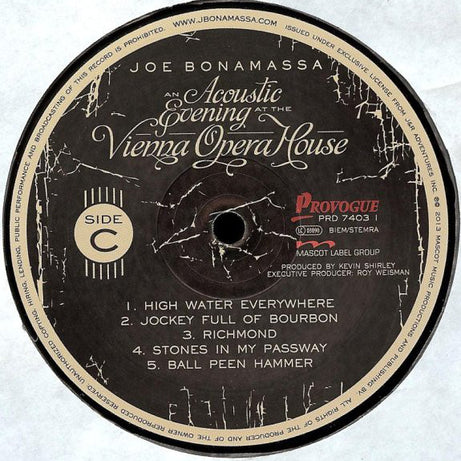 WWW.JBONAMASSA.COM
JOE BONAMASSA
AN Acoustic
Evening AT THE
Vienna Opera House
SIDE
C
PROVOGUE
PRD 7403 1
LC BIEM/STEMRA
MASCOT LABEL GROUP
PRODUCED BY KEVIN SHIRLEY
EXECUTIVE PRODUCER: ROY WEISMAN
1. HIGH WATER EVERYWHERE
2. JOCKEY FULL OF BOURBON
3. RICHMOND
4. STONES IN MY PASSWAY
5. BALL PEEN HAMMER
ISSUED UNDER EXCLUSIVE LICENSE FROM J&R ADVENTURES INC. ℗© 2013 MASCOT MUSIC PRODUCTIONS AND PUBLISHING BV. ALL RIGHTS OF THE PRODUCER AND OF THE OWNER REPRODUCED RESERVED. UNAUTHORIZED COPYING, HIRING, LENDING, PUBLIC PERFORMANCE AND BROADCASTING OF THIS RECORD IS PROHIBITED.